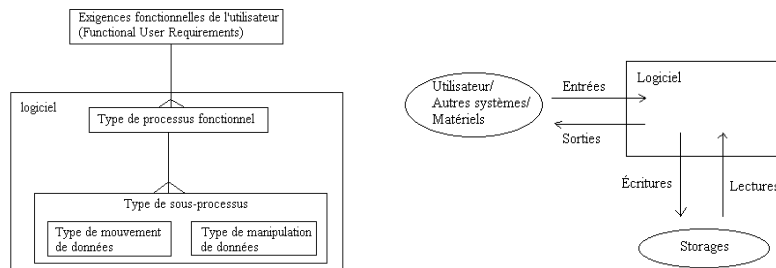 Exigences fonctionnelles de l'utilisateur
(Functional User Requirements)
logiciel
Type de processus fonctionnel
Type de sous-processus
Type de mouvement
de données
Type de manipulation
de données
Utilisateur/
Autres systèmes/
Matériels
Entrées
Sorties
Logiciel
Écritures
Lectures
Storages